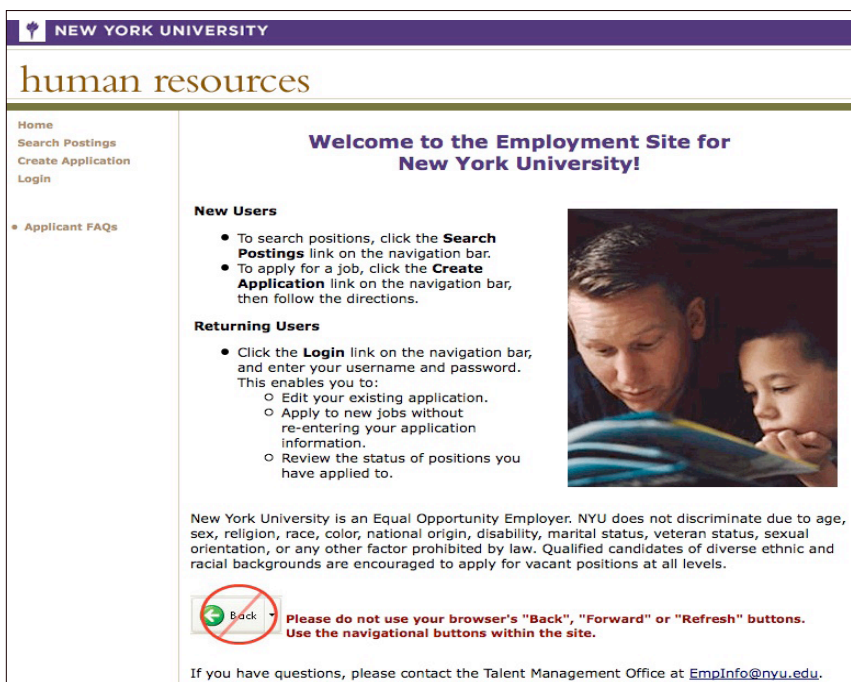 NEW YORK UNIVERSITY
human resources
Home
Search Postings
Create Application
Login
• Applicant FAQs
Welcome to the Employment Site for
New York University!
New Users
• To search positions, click the Search
Postings link on the navigation bar.
• To apply for a job, click the Create
Application link on the navigation bar,
then follow the directions.
Returning Users
• Click the Login link on the navigation bar,
and enter your username and password.
This enables you to:
○ Edit your existing application.
○ Apply to new jobs without
re-entering your application
information.
○ Review the status of positions you
have applied to.
New York University is an Equal Opportunity Employer. NYU does not discriminate due to age,
sex, religion, race, color, national origin, disability, marital status, veteran status, sexual
orientation, or any other factor prohibited by law. Qualified candidates of diverse ethnic and
racial backgrounds are encouraged to apply for vacant positions at all levels.
Back
Please do not use your browser's "Back", "Forward" or "Refresh" buttons.
Use the navigational buttons within the site.
If you have questions, please contact the Talent Management Office at EmpInfo@nyu.edu.